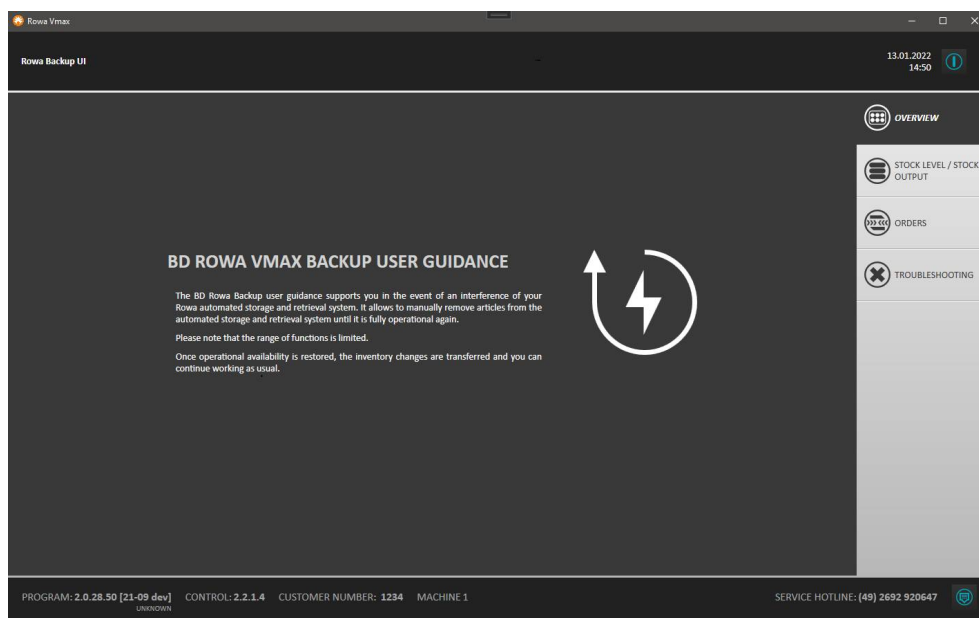 Rowa Vmax
Rowa Backup UI
13.01.2022
14:50
OVERVIEW
STOCK LEVEL / STOCK
OUTPUT
ORDERS
TROUBLESHOOTING
BD ROWA VMAX BACKUP USER GUIDANCE
The BD Rowa Backup user guidance supports you in the event of an interference of your
Rowa automated storage and retrieval system. It allows to manually remove articles from the
automated storage and retrieval system until it is fully operational again.
Please note that the range of functions is limited.
Once operational availability is restored, the inventory changes are transferred and you can
continue working as usual.
PROGRAM: 2.0.28.50 [21-09 dev] CONTROL: 2.2.1.4 CUSTOMER NUMBER: 1234 MACHINE 1 SERVICE HOTLINE: (49) 2692 920647
UNKNOWN